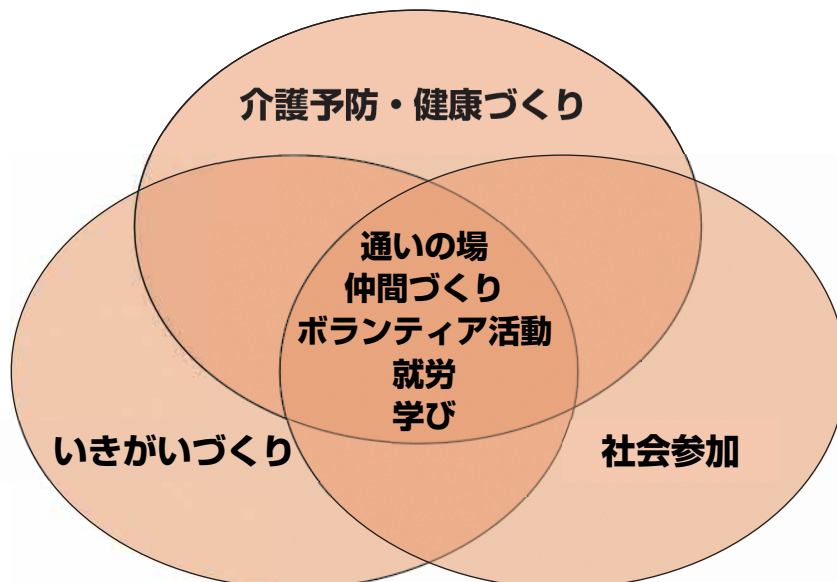 介護予防・健康づくり
通いの場
仲間づくり
ボランティア活動
就労
学び
いきがいづくり
社会参加